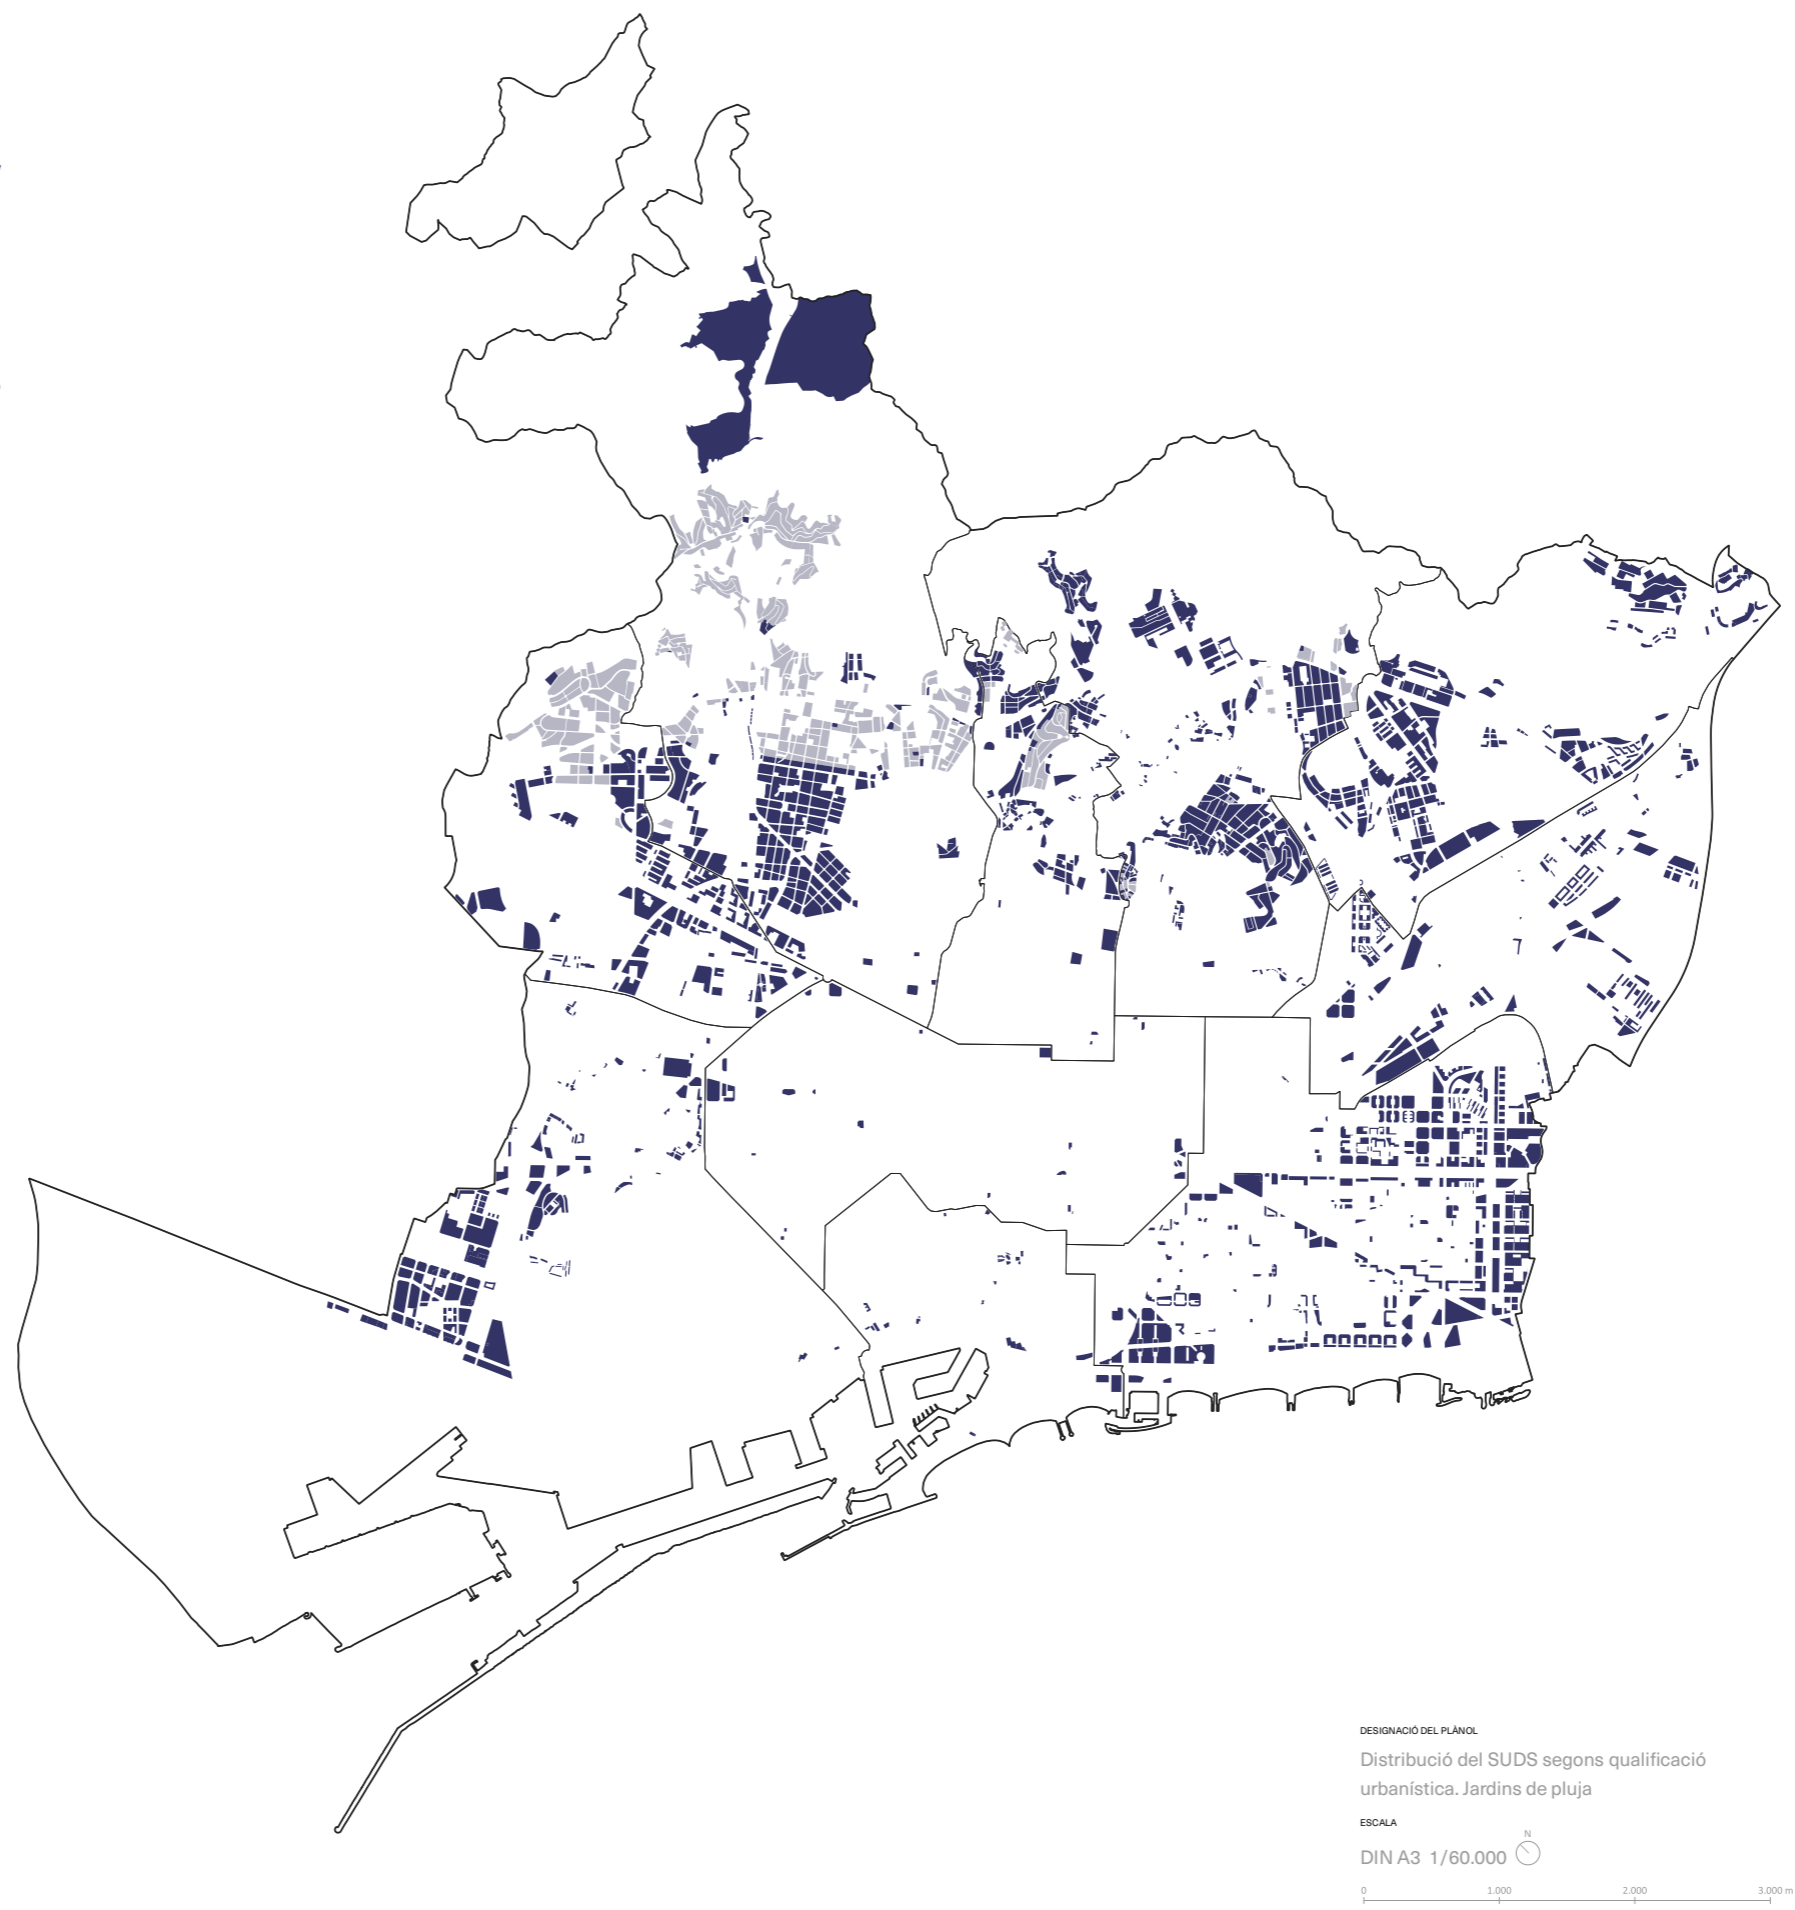 DESIGNACIÓ DEL PLÀNOL
Distribució del SUDS segons qualificació
urbanística. Jardins de pluja
ESCALA
N
DIN A3 1/60.000
0 1.000 2.000 3.000 m